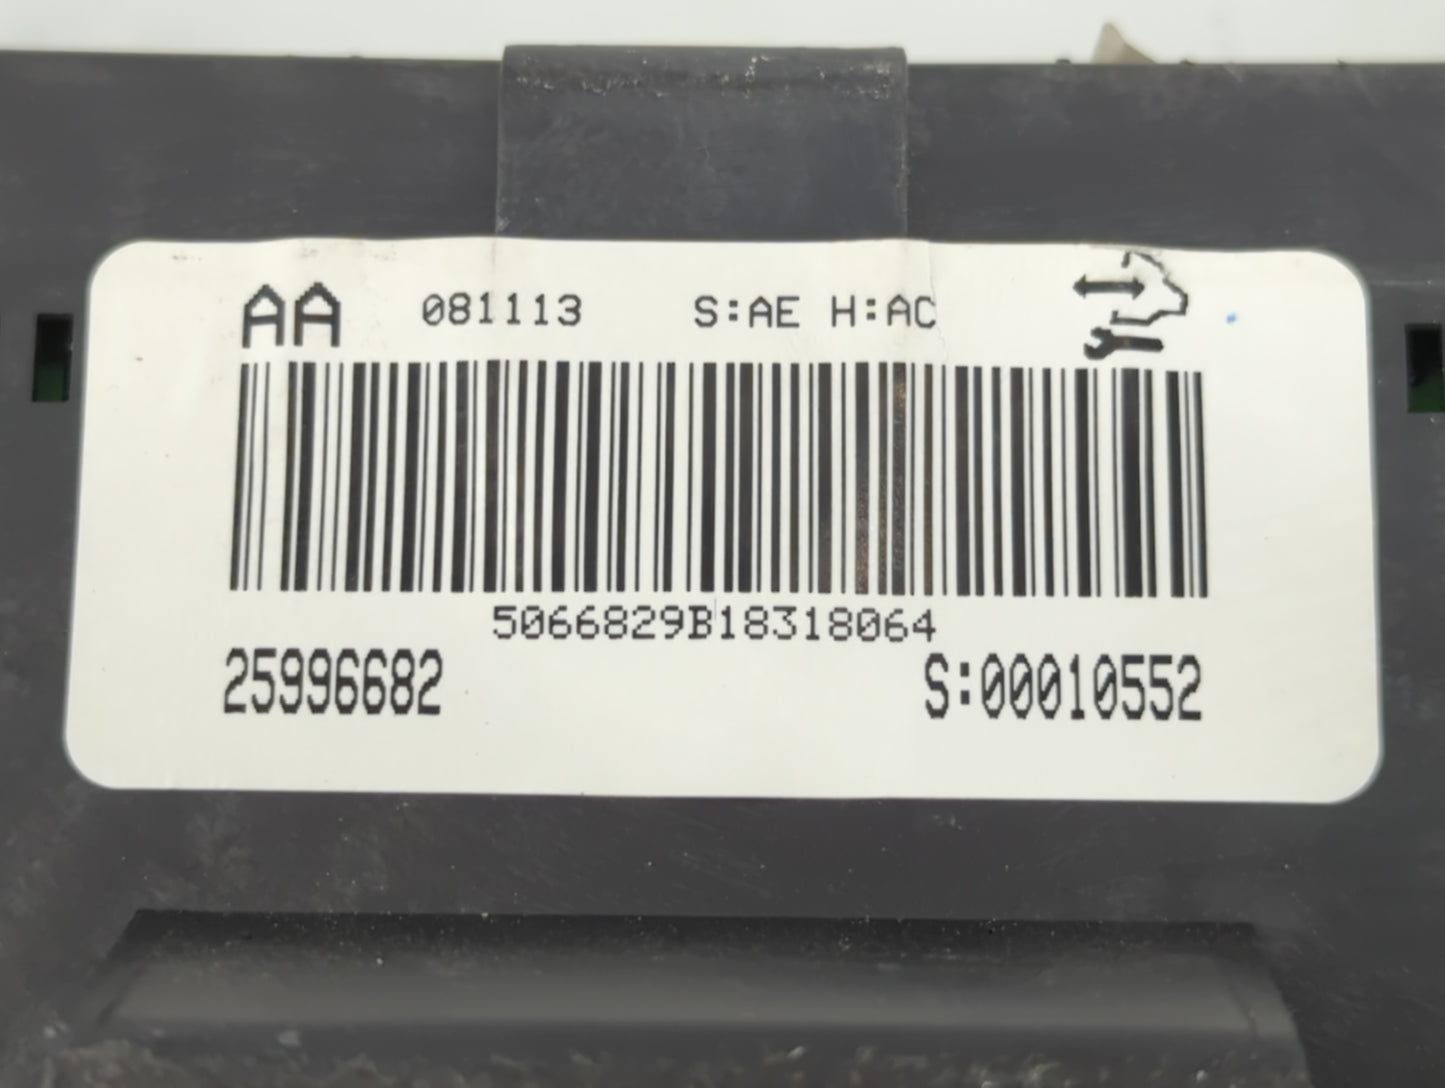 AA 081113 S:AE H:AC
5066829B18318064
25996682 S:00010552